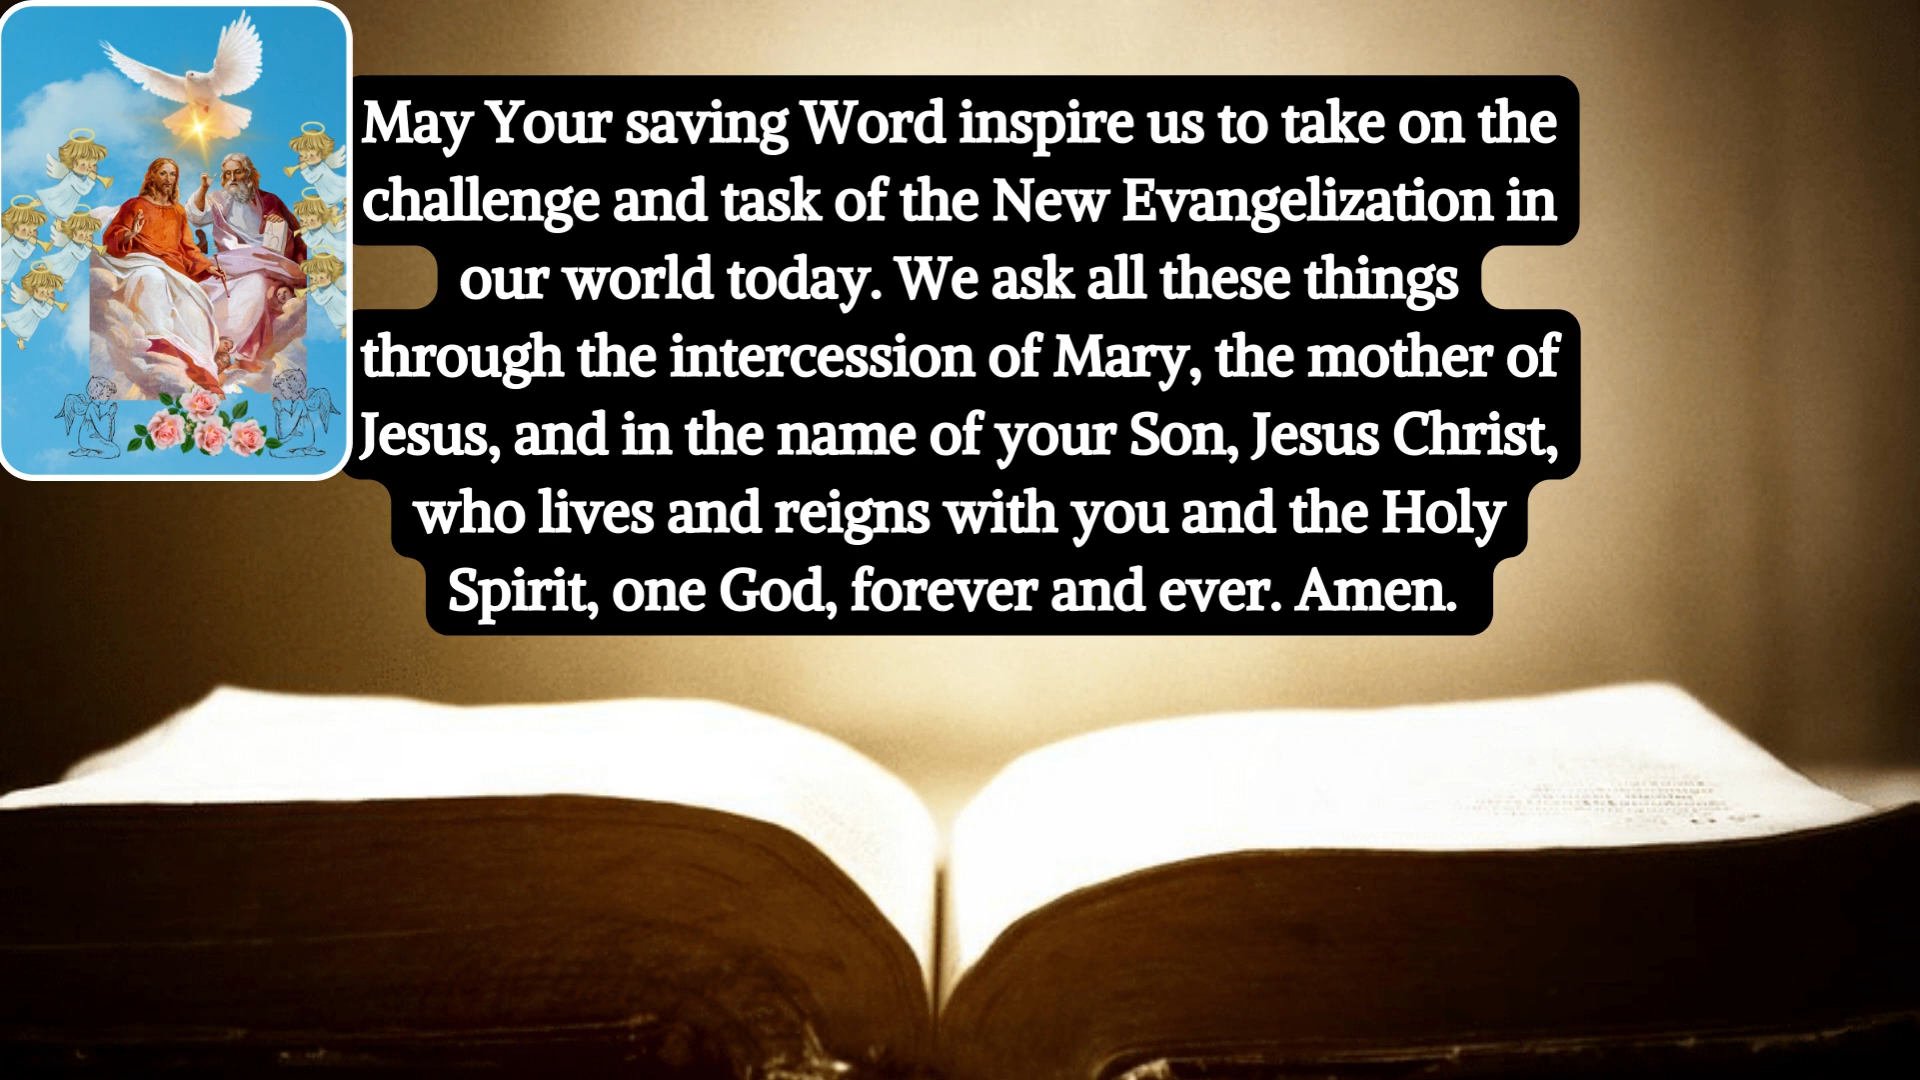 May Your saving Word inspire us to take on the
challenge and task of the New Evangelization in
our world today. We ask all these things
through the intercession of Mary, the mother of
Jesus, and in the name of your Son, Jesus Christ,
who lives and reigns with you and the Holy
Spirit, one God, forever and ever. Amen.